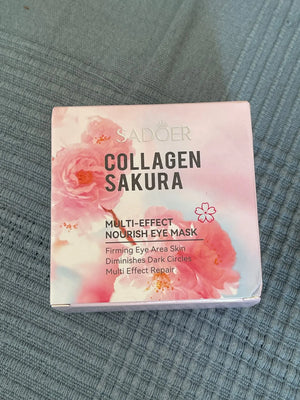 SADOER
COLLAGEN
SAKURA
MULTI-EFFECT
NOURISH EYE MASK
Firming Eye Area Skin
Diminishes Dark Circles
Multi Effect Repair